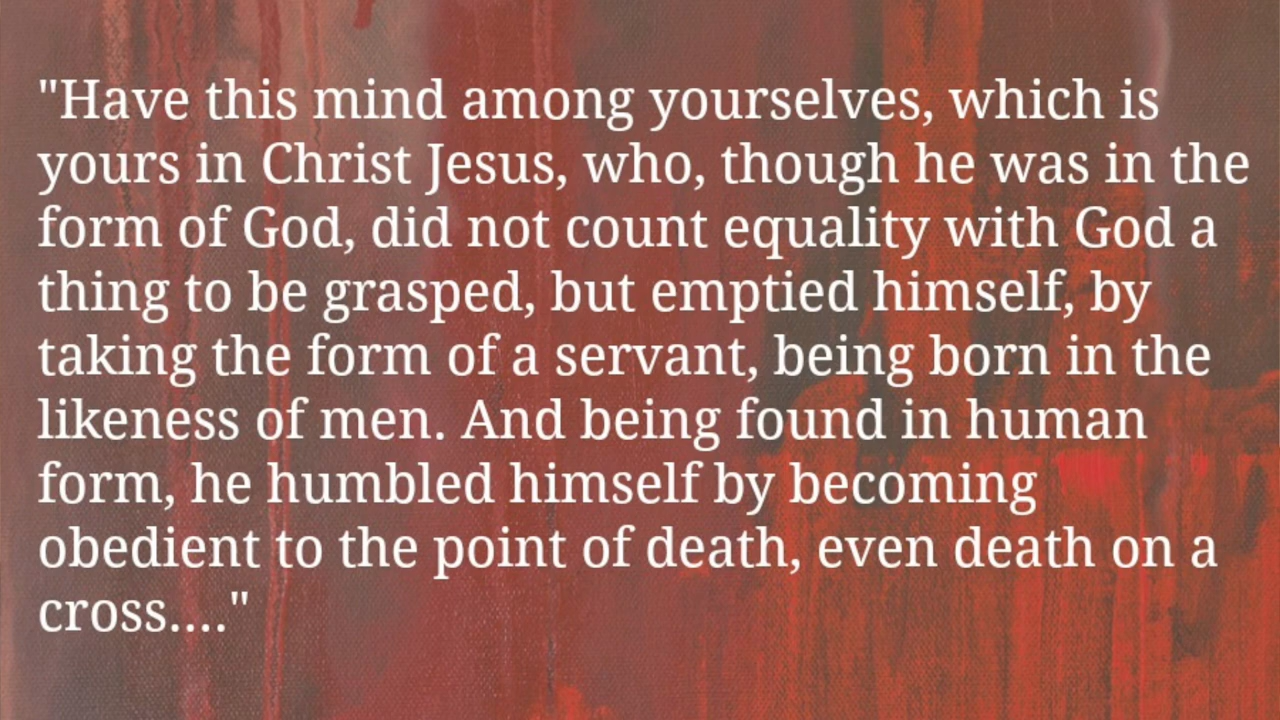 "Have this mind among yourselves, which is
yours in Christ Jesus, who, though he was in the
form of God, did not count equality with God a
thing to be grasped, but emptied himself, by
taking the form of a servant, being born in the
likeness of men. And being found in human
form, he humbled himself by becoming
obedient to the point of death, even death on a
cross...."